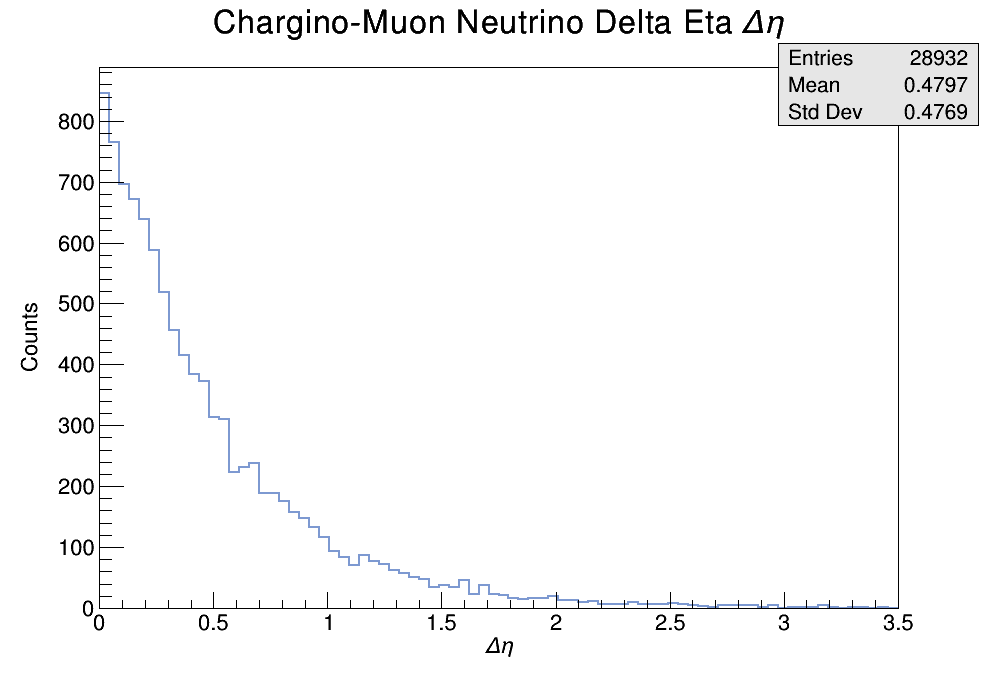 Chargino-Muon Neutrino Delta Eta Δη
Entries 28932
Mean 0.4797
Std Dev 0.4769
Counts
800
700
600
500
400
300
200
100
0
0 0.5 1 1.5 2 2.5 3 3.5
Δη